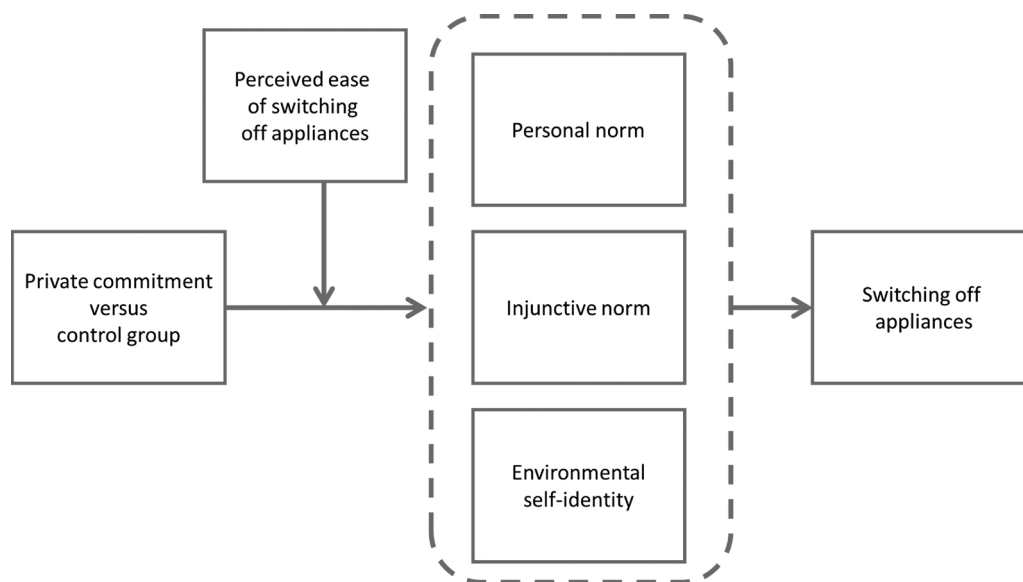 Perceived ease
of switching
off appliances
Private commitment
versus
control group
Personal norm
Injunctive norm
Environmental
self-identity
Switching off
appliances